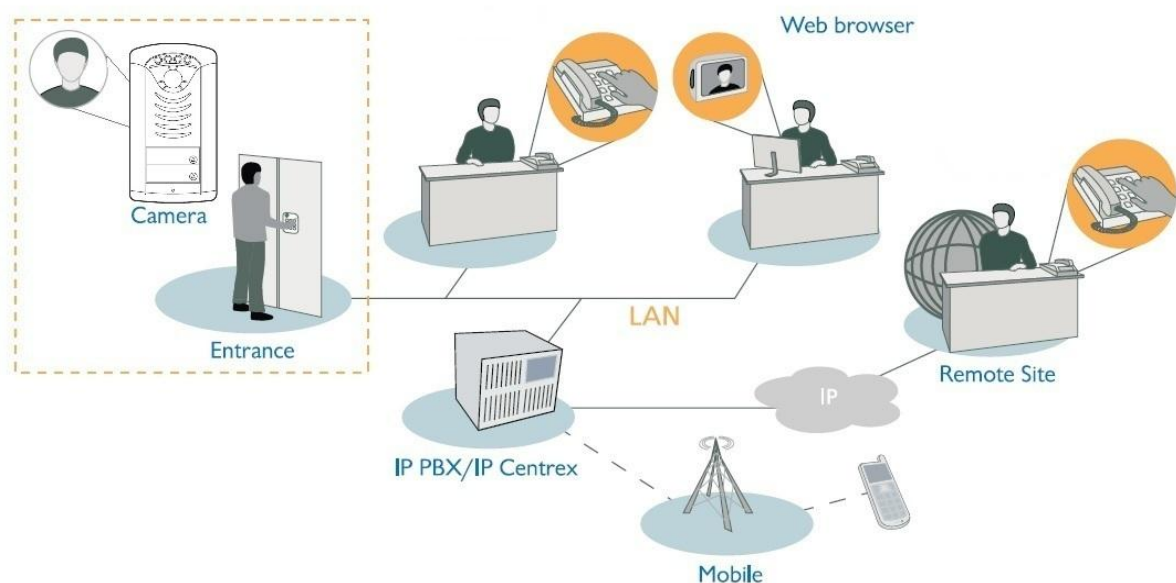 Web browser
Camera
LAN
Entrance
Remote Site
IP
IP PBX/IP Centrex
Mobile